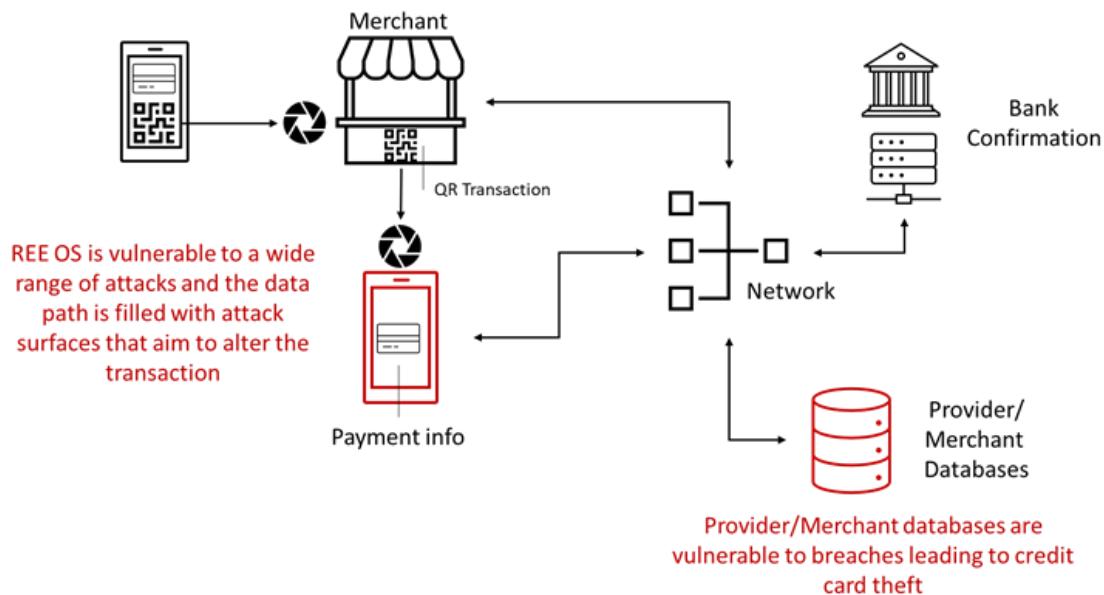 Merchant
Bank
Confirmation
QR Transaction
REE OS is vulnerable to a wide
range of attacks and the data
path is filled with attack
surfaces that aim to alter the
transaction
Network
Payment info
Provider/
Merchant
Databases
Provider/Merchant databases are
vulnerable to breaches leading to credit
card theft